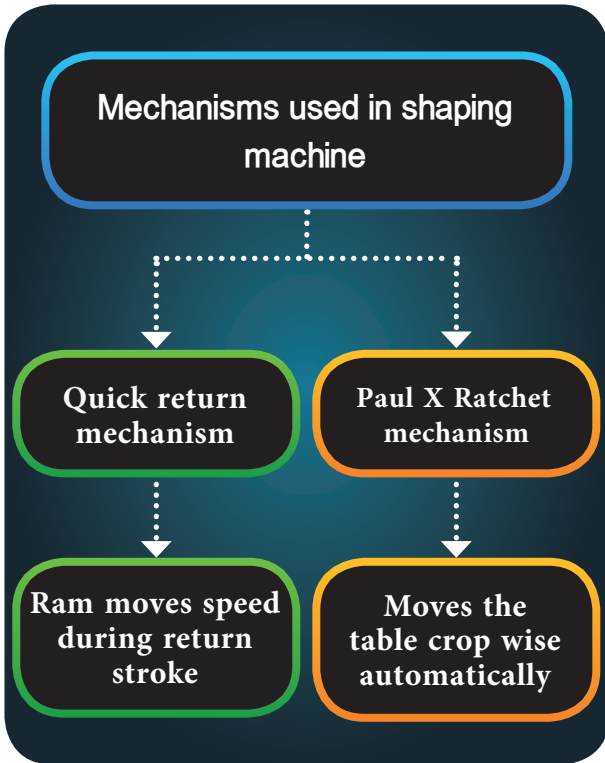 Mechanisms used in shaping
machine
Quick return
mechanism
Paul X Ratchet
mechanism
Ram moves speed
during return
stroke
Moves the
table crop wise
automatically